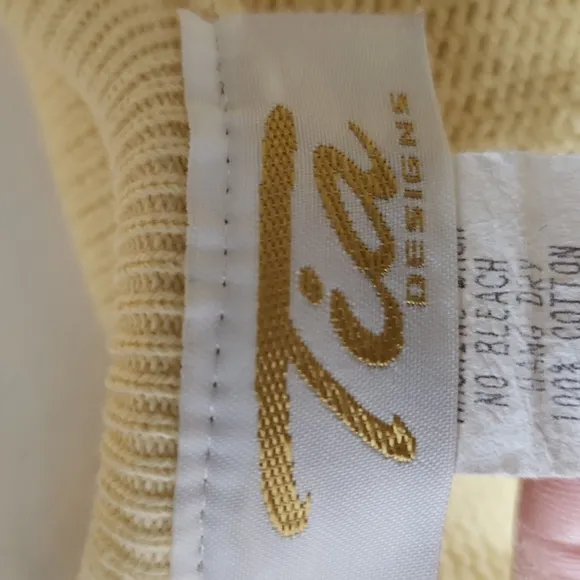 Tia
DESIGNS
NO BLEACH
HANG DRY
100% COTTON